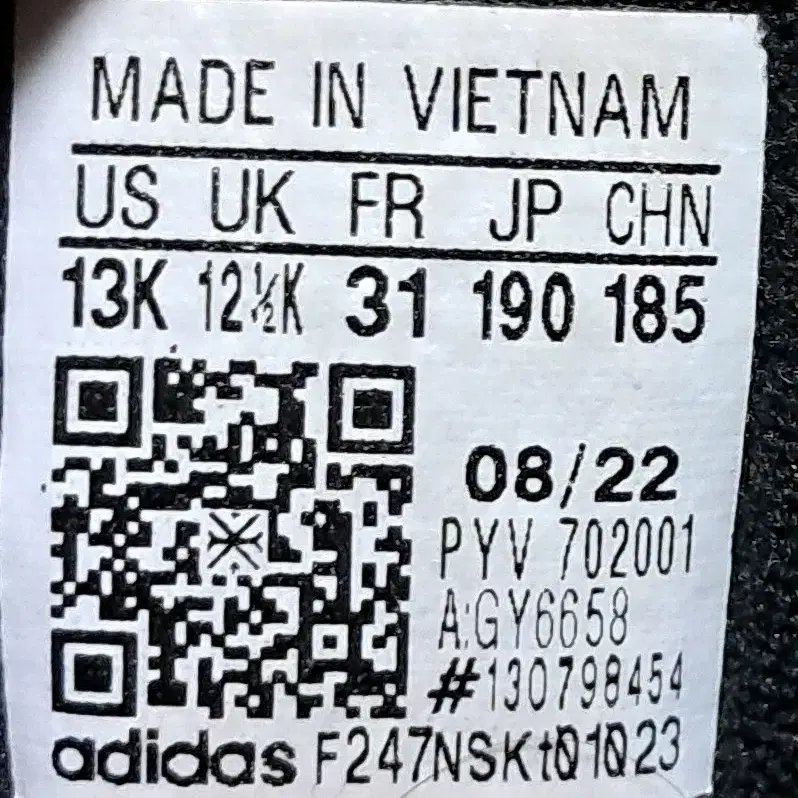 MADE IN VIETNAM
US UK FR JP CHN
13K 12½K 31 190 185
08/22
PYV 702001
A:GY6658
#130798454
adidas F247NSKt01023